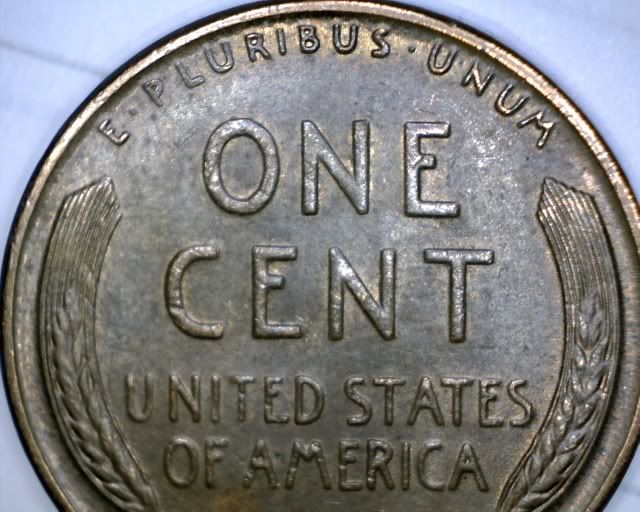 E·PLURIBUS·UNUM
ONE
CENT
UNITED STATES
OF AMERICA